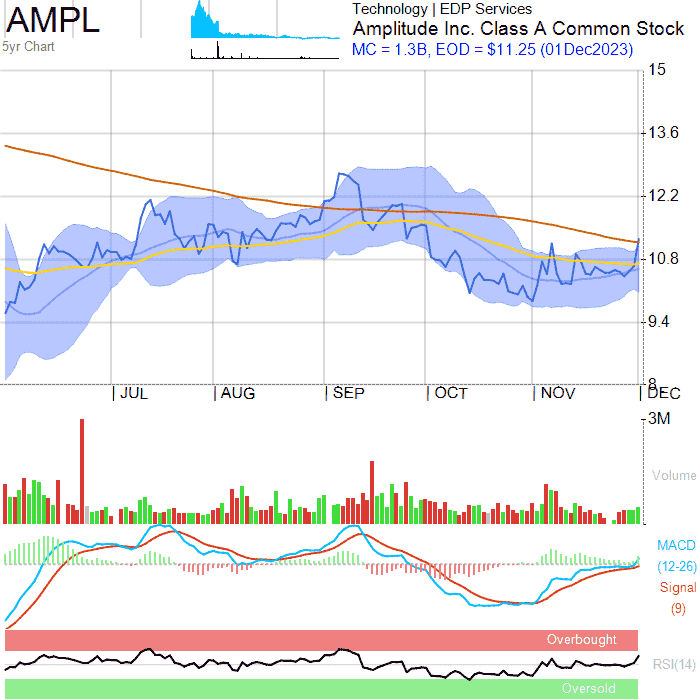 AMPL
5yr Chart
Technology | EDP Services
Amplitude Inc. Class A Common Stock
MC = 1.3B, EOD = $11.25 (01Dec2023)
15
13.6
12.2
10.8
9.4
8
JUL AUG SEP OCT NOV DEC
3M
Volume
MACD
(12-26)
Signal
(9)
Overbought
RSI(14)
Oversold